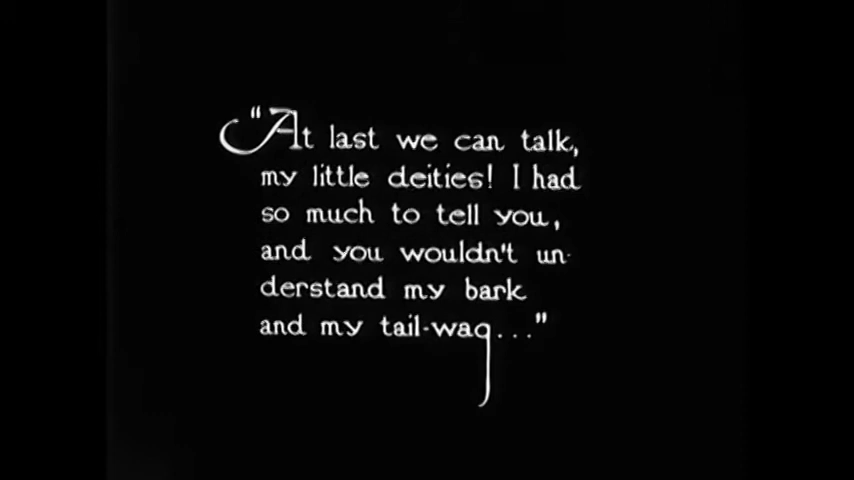 "At last we can talk,
my little deities! I had
so much to tell you,
and you wouldn't un-
derstand my bark
and my tail-wag..."